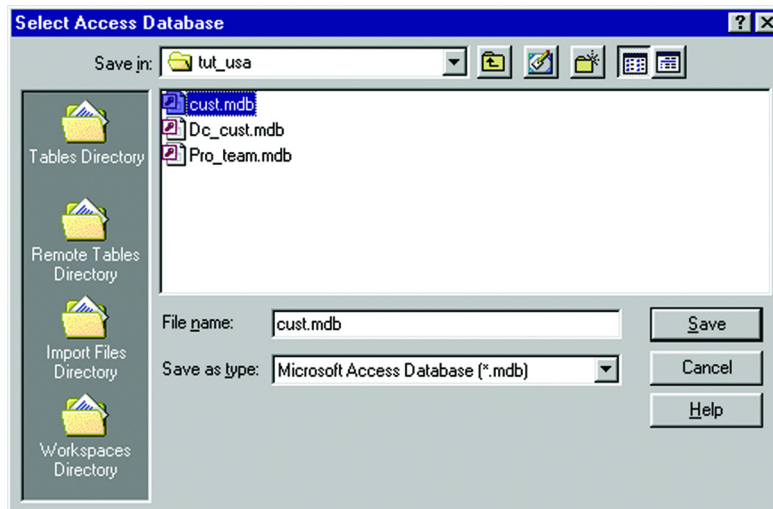 Select Access Database
Save in: tut_usa
Tables Directory
Remote Tables
Directory
Import Files
Directory
Workspaces
Directory
cust.mdb
Dc_cust.mdb
Pro_team.mdb
File name: cust.mdb
Save as type: Microsoft Access Database (*.mdb)
Save
Cancel
Help